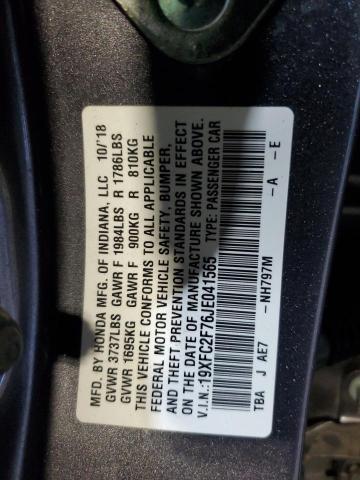 MFD. BY HONDA MFG. OF INDIANA, LLC 10/'18
GVWR 3737LBS GAWR F 1984LBS R 1786LBS
GVWR 1695KG GAWR F 900KG R 810KG
THIS VEHICLE CONFORMS TO ALL APPLICABLE
FEDERAL MOTOR VEHICLE SAFETY, BUMPER,
AND THEFT PREVENTION STANDARDS IN EFFECT
ON THE DATE OF MANUFACTURE SHOWN ABOVE.
V.I.N.:19XFC2F76JE041565 TYPE: PASSENGER CAR
TBA J AE7 -NH797M -A -E